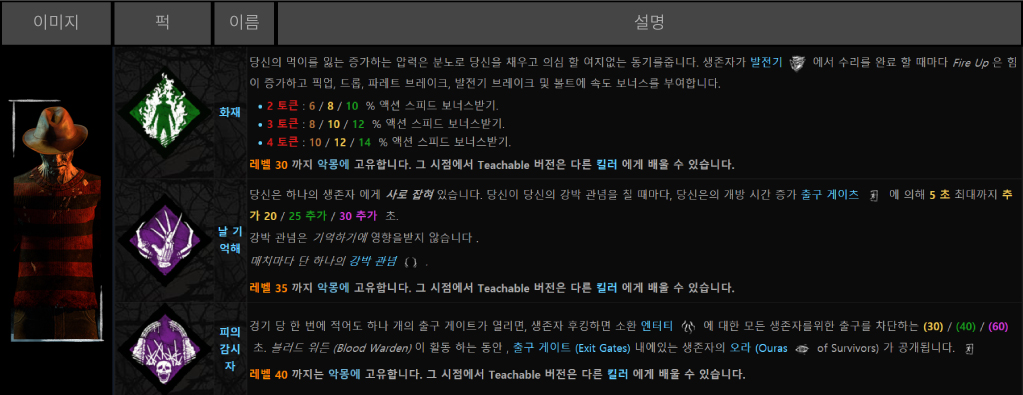 이미지 퍽 이름 설명
당신의 먹이를 잃는 증가하는 압력은 분노로 당신을 채우고 의심 할 여지없는 동기를줍니다. 생존자가 발전기 에서 수리를 완료 할 때마다 Fire Up 은 힘
이 증가하고 픽업, 드롭, 파레트 브레이크, 발전기 브레이크 및 볼트에 속도 보너스를 부여합니다.
• 2 토큰 : 6 / 8 / 10 % 액션 스피드 보너스받기.
화재
• 3 토큰 : 8 / 10 / 12 % 액션 스피드 보너스받기.
• 4 토큰 : 10 / 12 / 14 % 액션 스피드 보너스받기.
레벨 30 까지 악몽에 고유합니다. 그 시점에서 Teachable 버전은 다른 킬러 에게 배울 수 있습니다.
당신은 하나의 생존자 에게 사로 잡혀 있습니다. 당신이 당신의 강박 관념을 칠 때마다, 당신은의 개방 시간 증가 출구 게이츠 에 의해 5 초 최대까지 추
가 20 / 25 추가 / 30 추가 초.
날 기
억해
강박 관념은 기억하기에 영향을받지 않습니다 .
매치마다 단 하나의 강박 관념 ( ) .
레벨 35 까지 악몽에 고유합니다. 그 시점에서 Teachable 버전은 다른 킬러 에게 배울 수 있습니다.
피의
감시
자
경기 당 한 번에 적어도 하나 개의 출구 게이트가 열리면, 생존자 후킹하면 소환 엔터티 에 대한 모든 생존자를위한 출구를 차단하는 (30) / (40) / (60)
초. 블러드 워든 (Blood Warden) 이 활동 하는 동안 , 출구 게이트 (Exit Gates) 내에있는 생존자의 오라 (Ouras of Survivors) 가 공개됩니다.
레벨 40 까지는 악몽에 고유합니다. 그 시점에서 Teachable 버전은 다른 킬러 에게 배울 수 있습니다.